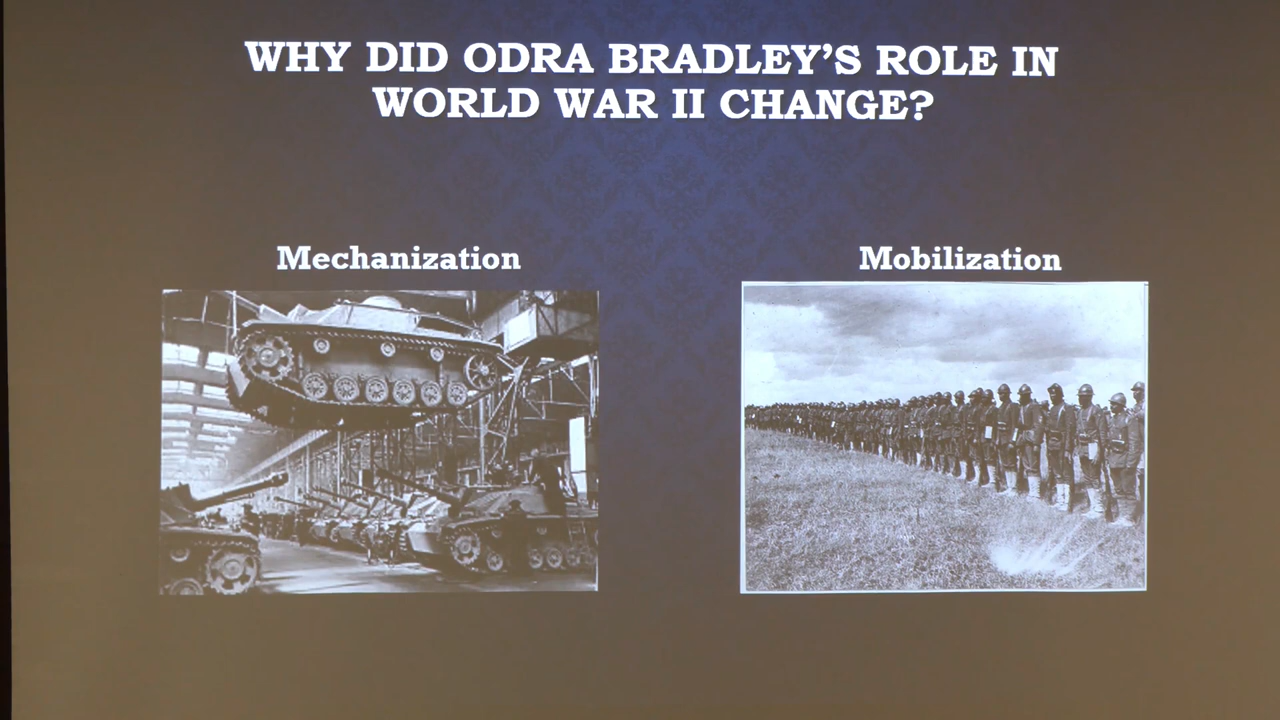 WHY DID ODRA BRADLEY’S ROLE IN
WORLD WAR II CHANGE?
Mechanization
Mobilization